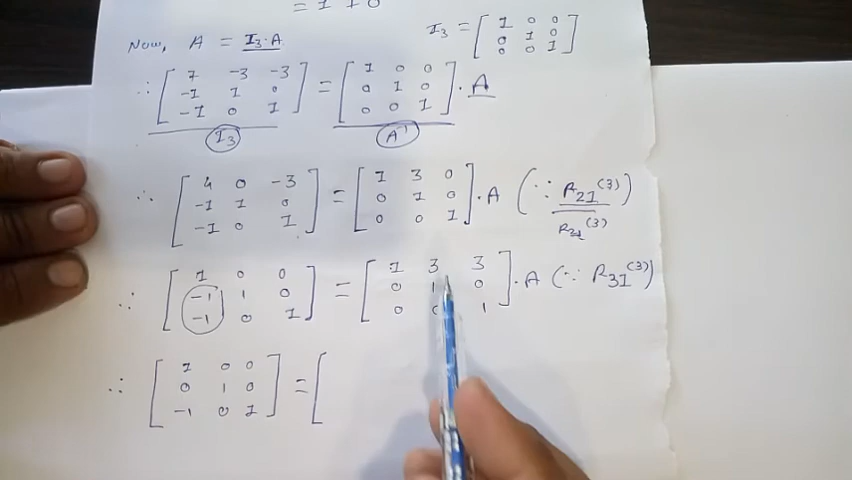 = 1 + 0
Now, A = I₃·A I₃ = [ 1 0 0
0 1 0
0 0 1 ]
∴ [ 7 -3 -3 ] = [ 1 0 0 ] · A
-1 1 0 0 1 0
-1 0 1 0 0 1
I₃ A⁻¹
∴ [ 4 0 -3 ] = [ 1 3 0 ] · A (∵ R₂₁⁽³⁾)
-1 1 0 0 1 0
-1 0 1 0 0 1 R₂₁⁽³⁾
∴ [ 1 0 0 ] = [ 1 3 3 ] · A (∵ R₃₁⁽³⁾)
-1 1 0 0 1 0
-1 0 1 0 0 1
∴ [ 1 0 0 ] = [
0 1 0
-1 0 1